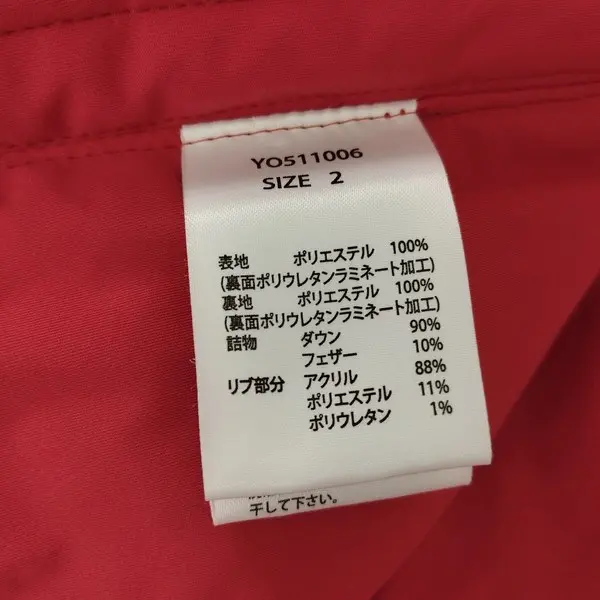 YO511006
SIZE 2
表地 ポリエステル 100%
(裏面ポリウレタンラミネート加工)
裏地 ポリエステル 100%
(裏面ポリウレタンラミネート加工)
詰物 ダウン 90%
フェザー 10%
リブ部分 アクリル 88%
ポリエステル 11%
ポリウレタン 1%
干して下さい。